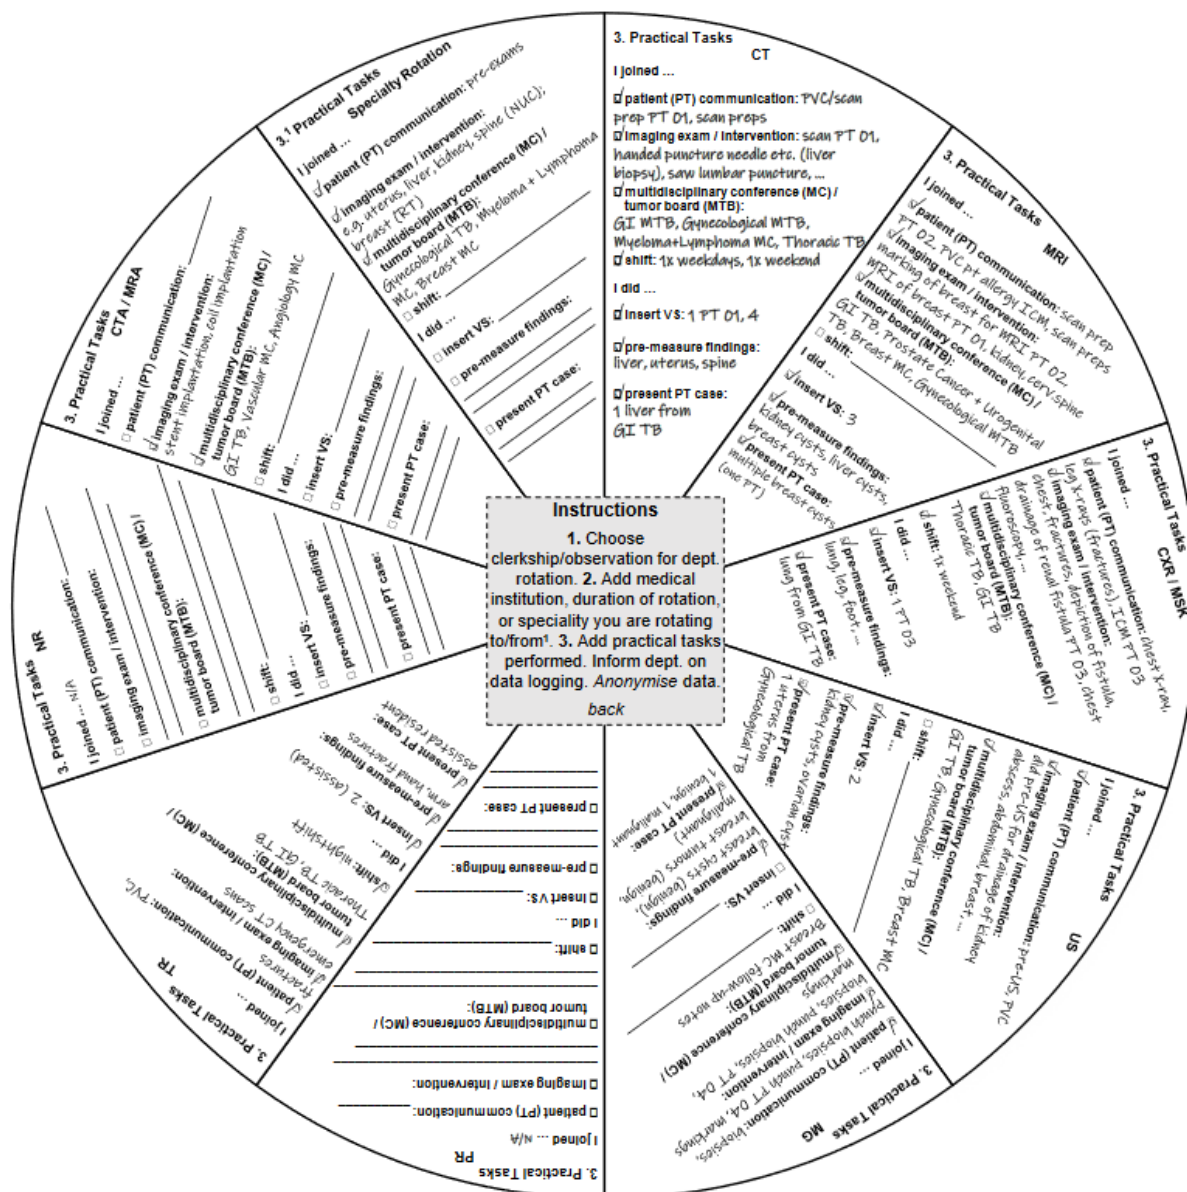 3. Practical Tasks
CT
I joined ...
patient (PT) communication: PVC/scan
prep PT 01, scan preps
imaging exam / intervention: scan PT 01,
handed puncture needle etc. (liver
biopsy), saw lumbar puncture, ...
multidisciplinary conference (MC) /
tumor board (MTB):
GI MTB, Gynecological MTB,
Myeloma+Lymphoma MC, Thoracic TB
shift: 1x weekdays, 1x weekend
I did ...
insert VS: 1 PT 01, 4
pre-measure findings:
liver, uterus, spine
present PT case:
1 liver from
GI TB
3. Practical Tasks
MRI
I joined ...
patient (PT) communication: scan prep
PT 02. PVC pt allergy ICM, scan preps
imaging exam / intervention:
marking of breast for MRI PT 02,
MRI of breast PT 01, kidney, cerv.spine
multidisciplinary conference (MC) /
tumor board (MTB):
GI TB, Prostate Cancer + Urogenital
TB, Breast MC, Gynecological MTB
shift:
I did ...
insert VS: 3
pre-measure findings:
kidney cysts, liver cysts,
breast cysts
present PT case:
multiple breast cysts
(one PT)
3. Practical Tasks
CXR / MSK
I joined ...
patient (PT) communication: chest x-ray,
leg x-rays (fractures), ICM PT 03
imaging exam / intervention:
chest, fractures, depiction of fistula,
drainage of renal fistula PT 03, chest
fluoroscopy, ...
multidisciplinary conference (MC) /
tumor board (MTB):
Thoracic TB, GI TB
shift: 1x weekend
I did ...
insert VS: 1 PT 03
pre-measure findings:
lung, leg, foot, ...
present PT case:
lung from GI TB
3. Practical Tasks
US
I joined ...
patient (PT) communication: pre-US, PVC
imaging exam / intervention:
did pre-US for drainage of kidney
abscess, abdominal, breast, ...
multidisciplinary conference (MC) /
tumor board (MTB):
GI TB, Gynecological TB, Breast MC
shift:
I did ...
insert VS: 2
pre-measure findings:
kidney cysts, ovarian cyst
present PT case:
1 uterus from
Gynecological TB
3. Practical Tasks
MG
I joined ...
patient (PT) communication: biopsies,
punch biopsies, punch PT 04, markings
imaging exam / intervention:
biopsies, punch biopsies, PT 04,
markings
multidisciplinary conference (MC) /
tumor board (MTB):
Breast MC follow-up notes
shift:
I did ...
insert VS:
pre-measure findings:
breast cysts (benign),
breast tumors (benign,
malignant)
present PT case:
1 benign, 1 malignant
3. Practical Tasks
PR
I joined ... N/A
patient (PT) communication:
imaging exam / intervention:
multidisciplinary conference (MC) /
tumor board (MTB):
shift:
I did ...
insert VS:
pre-measure findings:
present PT case:
3. Practical Tasks
TR
I joined ...
patient (PT) communication: PVC,
fractures
imaging exam / intervention:
emergency CT scans
multidisciplinary conference (MC) /
tumor board (MTB):
Thoracic TB, GI TB
shift: nightshift
I did ...
insert VS: 2 (assisted)
pre-measure findings:
arm, hand fractures
present PT case:
assisted resident
3. Practical Tasks NR
I joined ... N/A
patient (PT) communication:
imaging exam / intervention:
multidisciplinary conference (MC) /
tumor board (MTB):
shift:
I did ...
insert VS:
pre-measure findings:
present PT case:
3. Practical Tasks
CTA / MRA
I joined ...
patient (PT) communication:
imaging exam / intervention:
stent implantation, coil implantation
multidisciplinary conference (MC) /
tumor board (MTB):
GI TB, Vascular MC, Angiology MC
shift:
I did ...
insert VS:
pre-measure findings:
present PT case:
3.¹ Practical Tasks
Specialty Rotation
I joined ...
patient (PT) communication: pre-exams
imaging exam / intervention:
e.g. uterus, liver, kidney, spine (NUC);
breast (RT)
multidisciplinary conference (MC) /
tumor board (MTB):
Gynecological TB, Myeloma + Lymphoma
MC, Breast MC
shift:
I did ...
insert VS:
pre-measure findings:
present PT case:
Instructions
1. Choose
clerkship/observation for dept.
rotation. 2. Add medical
institution, duration of rotation,
or speciality you are rotating
to/from¹. 3. Add practical tasks
performed. Inform dept. on
data logging. Anonymise data.
back